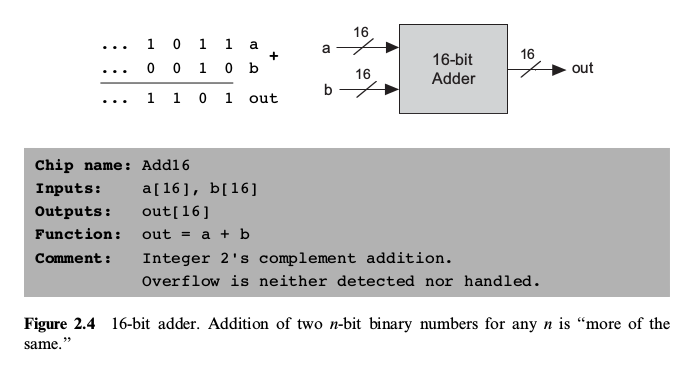 ... 1 0 1 1 a
+
... 0 0 1 0 b
... 1 1 0 1 out
a 16
b 16
16-bit
Adder
16 out
Chip name: Add16
Inputs: a[16], b[16]
Outputs: out[16]
Function: out = a + b
Comment: Integer 2's complement addition.
Overflow is neither detected nor handled.
Figure 2.4 16-bit adder. Addition of two n-bit binary numbers for any n is “more of the
same.”